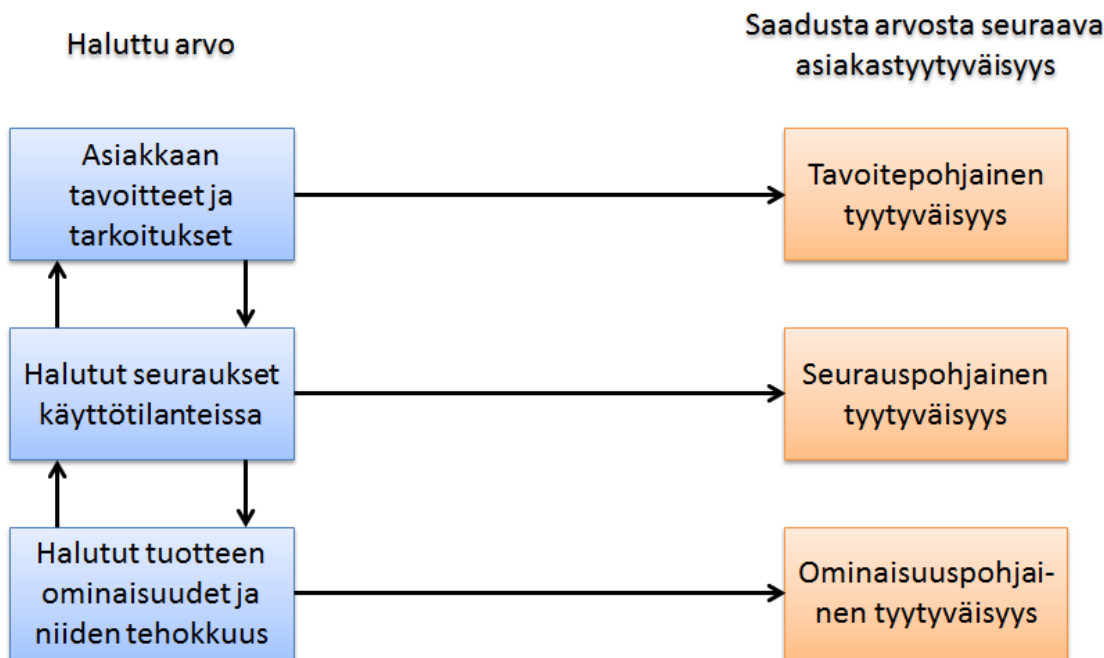 Haluttu arvo
Saadusta arvosta seuraava
asiakastyytyväisyys
Asiakkaan
tavoitteet ja
tarkoitukset
Tavoitepohjainen
tyytyväisyys
Halutut seuraukset
käyttötilanteissa
Seurauspohjainen
tyytyväisyys
Halutut tuotteen
ominaisuudet ja
niiden tehokkuus
Ominaisuuspohjai-
nen tyytyväisyys